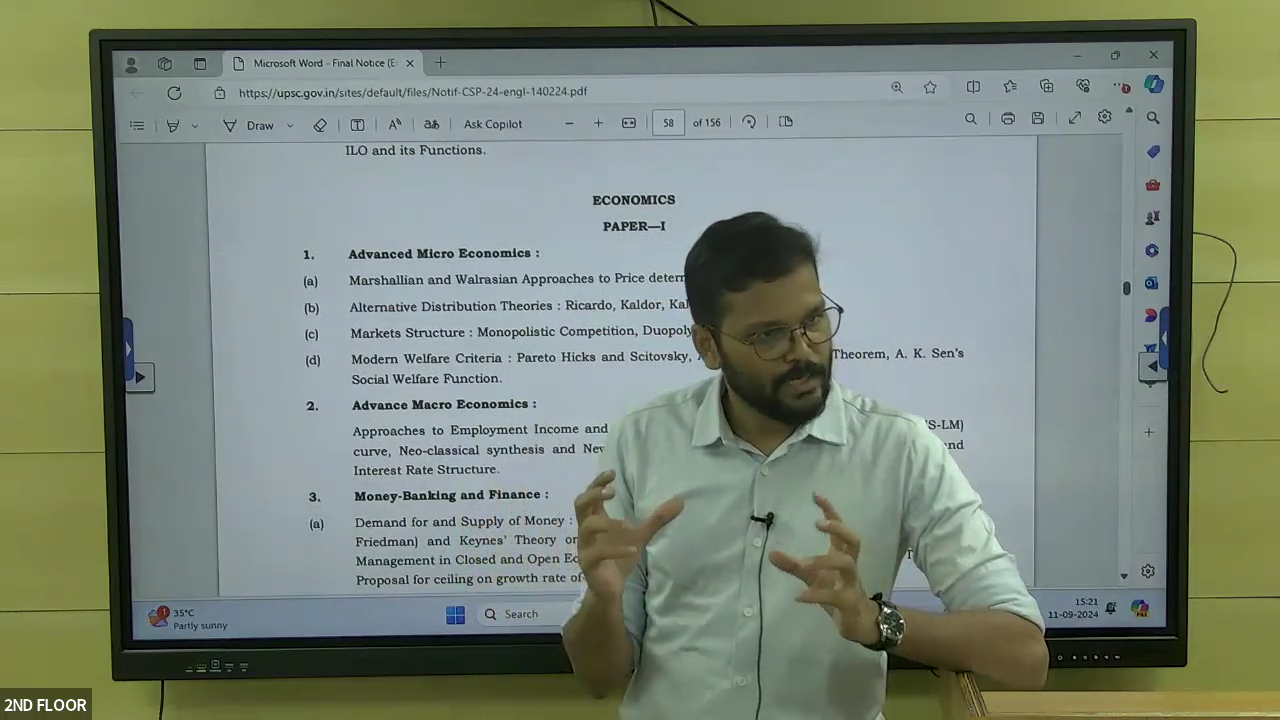 Microsoft Word - Final Notice (E
https://upsc.gov.in/sites/default/files/Notif-CSP-24-engl-140224.pdf
Draw
Ask Copilot
58 of 156
ILO and its Functions.
ECONOMICS
PAPER—I
1. Advanced Micro Economics :
(a) Marshallian and Walrasian Approaches to Price
(b) Alternative Distribution Theories : Ricardo, Kaldor,
(c) Markets Structure : Monopolistic Competition,
(d) Modern Welfare Criteria : Pareto Hicks and Scitovsky, Theorem, A. K. Sen's
Social Welfare Function.
2. Advance Macro Economics :
Approaches to Employment Income and S-LM)
curve, Neo-classical synthesis and
Interest Rate Structure.
3. Money-Banking and Finance :
(a) Demand for and Supply of Money :
Friedman) and Keynes' Theory
Management in Closed and Open
Proposal for ceiling on growth rate of
35°C
Partly sunny
Search
15:21
11-09-2024
2ND FLOOR